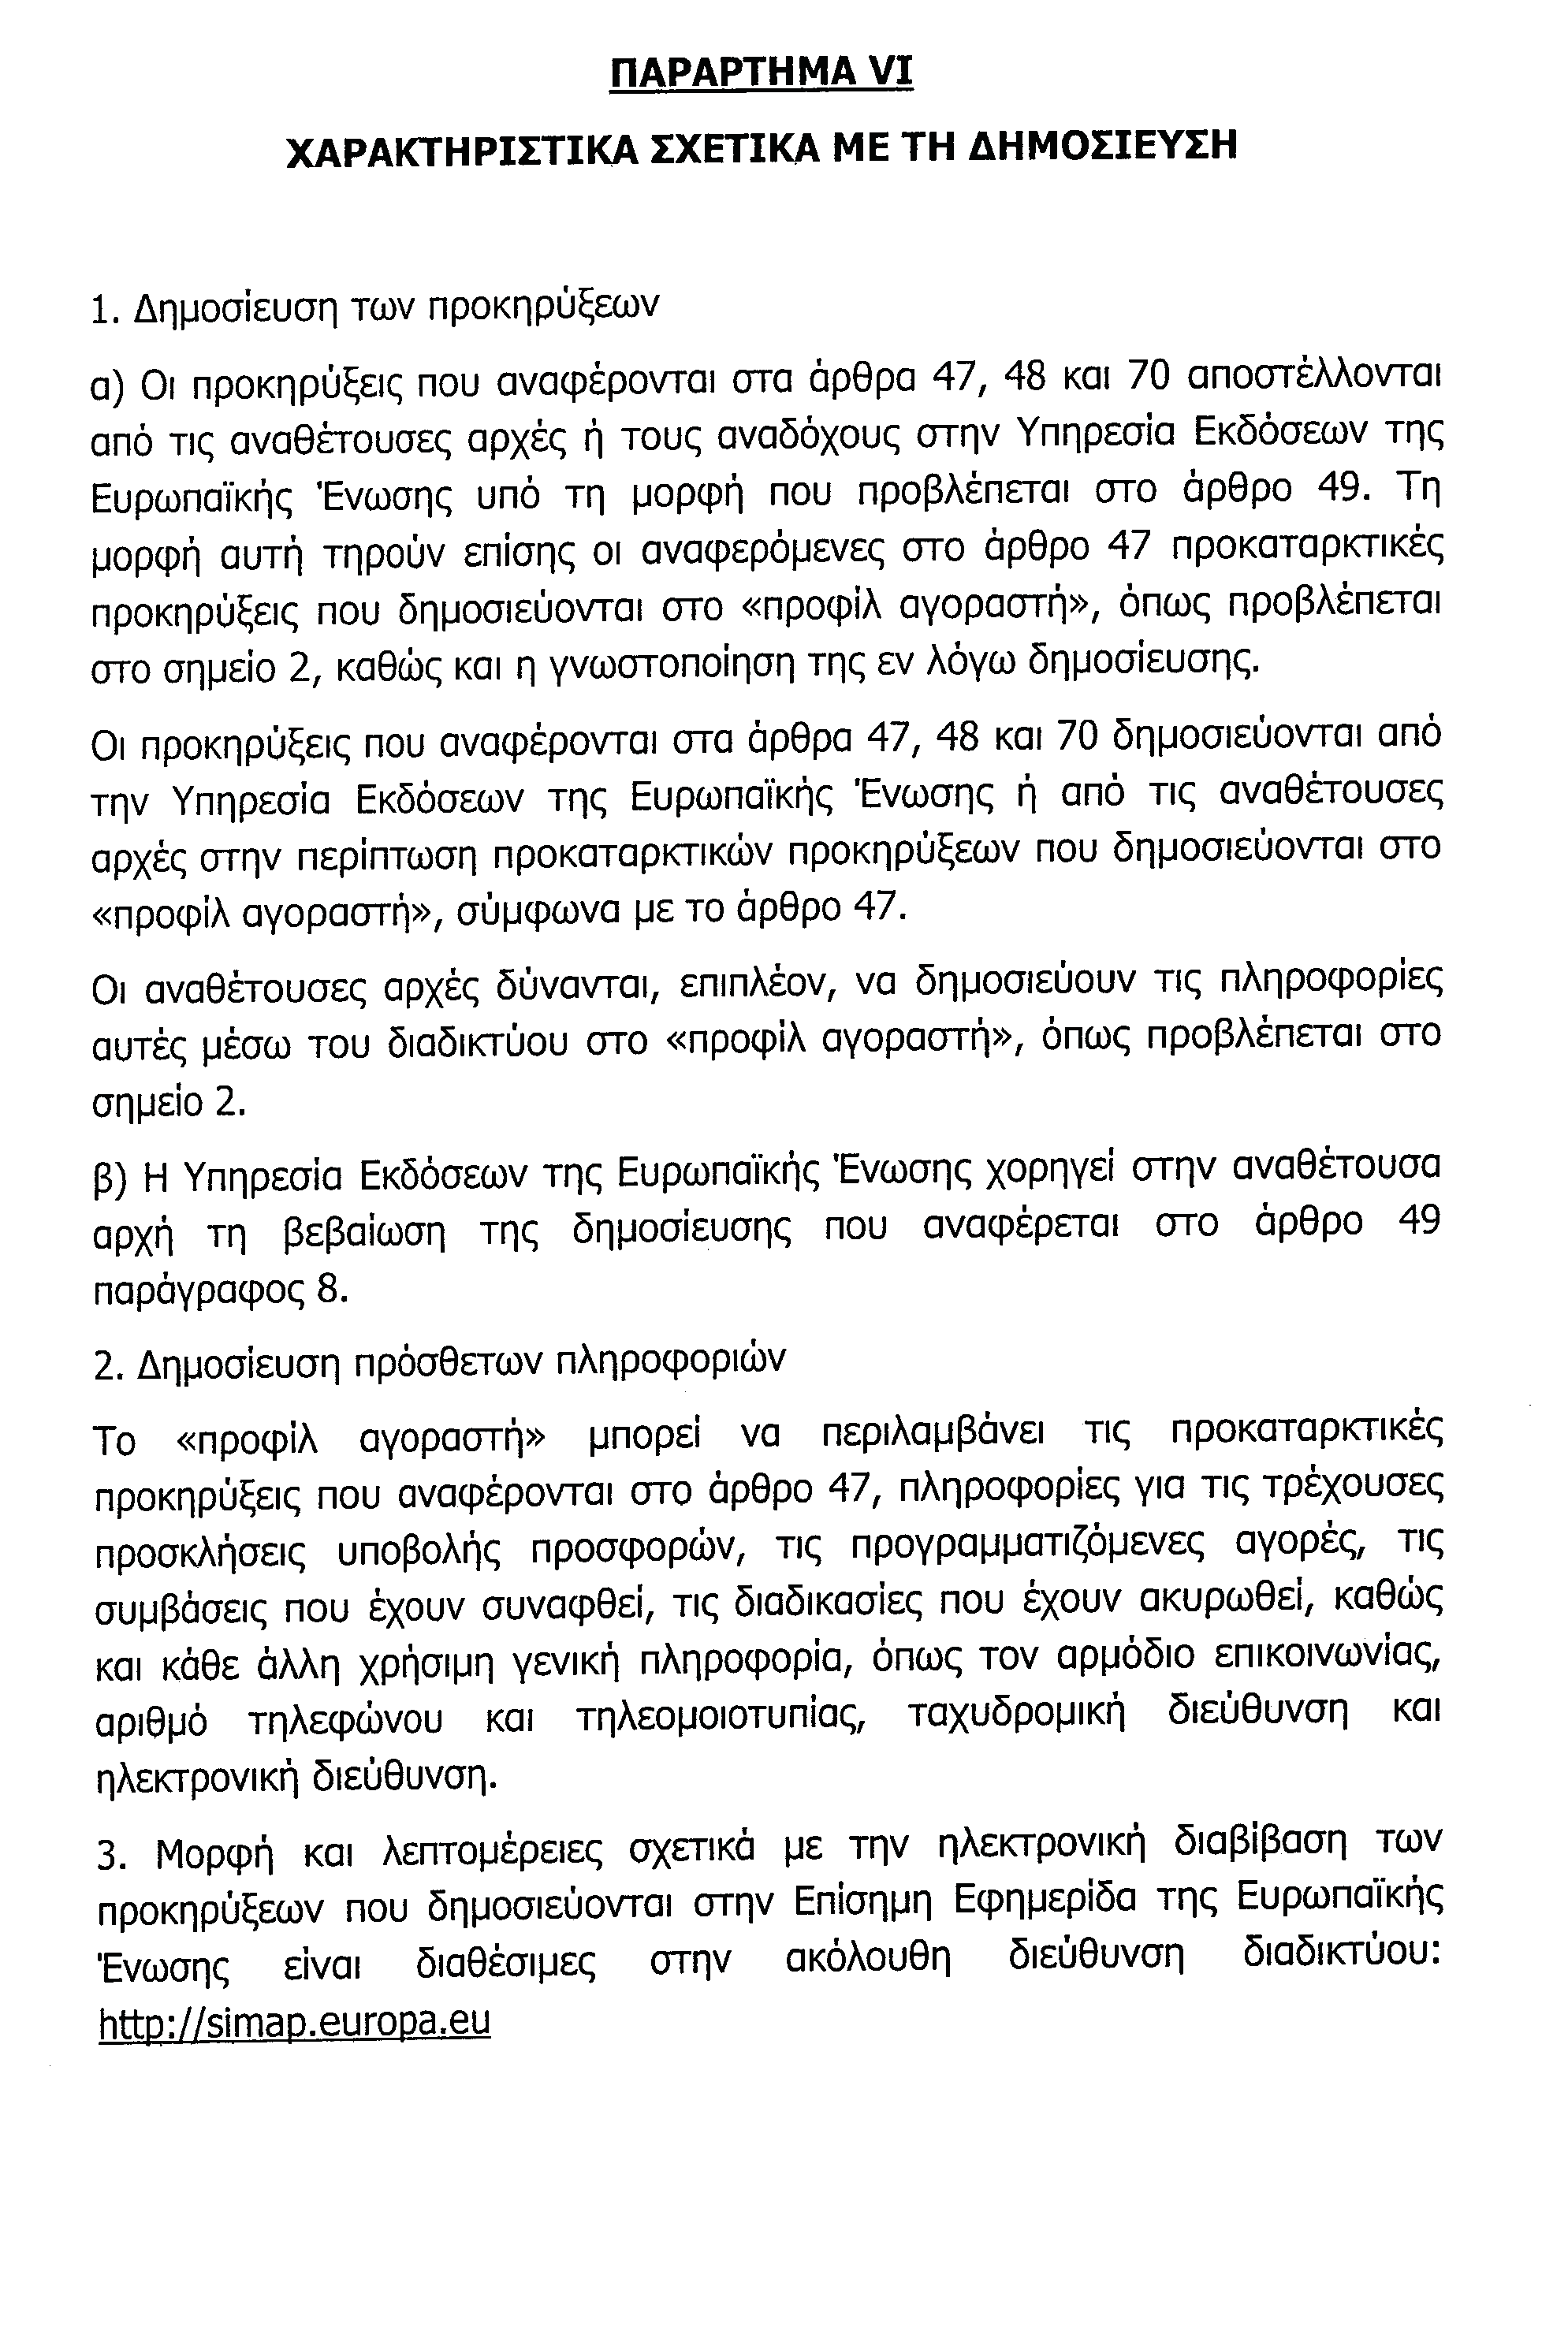 ΠΑΡΑΡΤΗΜΑ VI
ΧΑΡΑΚΤΗΡΙΣΤΙΚΑ ΣΧΕΤΙΚΑ ΜΕ ΤΗ ΔΗΜΟΣΙΕΥΣΗ
1. Δημοσίευση των προκηρύξεων
α) Οι προκηρύξεις που αναφέρονται στα άρθρα 47, 48 και 70 αποστέλλονται
από τις αναθέτουσες αρχές ή τους αναδόχους στην Υπηρεσία Εκδόσεων της
Ευρωπαϊκής Ένωσης υπό τη μορφή που προβλέπεται στο άρθρο 49. Τη
μορφή αυτή τηρούν επίσης οι αναφερόμενες στο άρθρο 47 προκαταρκτικές
προκηρύξεις που δημοσιεύονται στο «προφίλ αγοραστή», όπως προβλέπεται
στο σημείο 2, καθώς και η γνωστοποίηση της εν λόγω δημοσίευσης.
Οι προκηρύξεις που αναφέρονται στα άρθρα 47, 48 και 70 δημοσιεύονται από
την Υπηρεσία Εκδόσεων της Ευρωπαϊκής Ένωσης ή από τις αναθέτουσες
αρχές στην περίπτωση προκαταρκτικών προκηρύξεων που δημοσιεύονται στο
«προφίλ αγοραστή», σύμφωνα με το άρθρο 47.
Οι αναθέτουσες αρχές δύνανται, επιπλέον, να δημοσιεύουν τις πληροφορίες
αυτές μέσω του διαδικτύου στο «προφίλ αγοραστή», όπως προβλέπεται στο
σημείο 2.
β) Η Υπηρεσία Εκδόσεων της Ευρωπαϊκής Ένωσης χορηγεί στην αναθέτουσα
αρχή τη βεβαίωση της δημοσίευσης που αναφέρεται στο άρθρο 49
παράγραφος 8.
2. Δημοσίευση πρόσθετων πληροφοριών
Το «προφίλ αγοραστή» μπορεί να περιλαμβάνει τις προκαταρκτικές
προκηρύξεις που αναφέρονται στο άρθρο 47, πληροφορίες για τις τρέχουσες
προσκλήσεις υποβολής προσφορών, τις προγραμματιζόμενες αγορές, τις
συμβάσεις που έχουν συναφθεί, τις διαδικασίες που έχουν ακυρωθεί, καθώς
και κάθε άλλη χρήσιμη γενική πληροφορία, όπως τον αρμόδιο επικοινωνίας,
αριθμό τηλεφώνου και τηλεομοιοτυπίας, ταχυδρομική διεύθυνση και
ηλεκτρονική διεύθυνση.
3. Μορφή και λεπτομέρειες σχετικά με την ηλεκτρονική διαβίβαση των
προκηρύξεων που δημοσιεύονται στην Επίσημη Εφημερίδα της Ευρωπαϊκής
Ένωσης είναι διαθέσιμες στην ακόλουθη διεύθυνση διαδικτύου:
http://simap.europa.eu